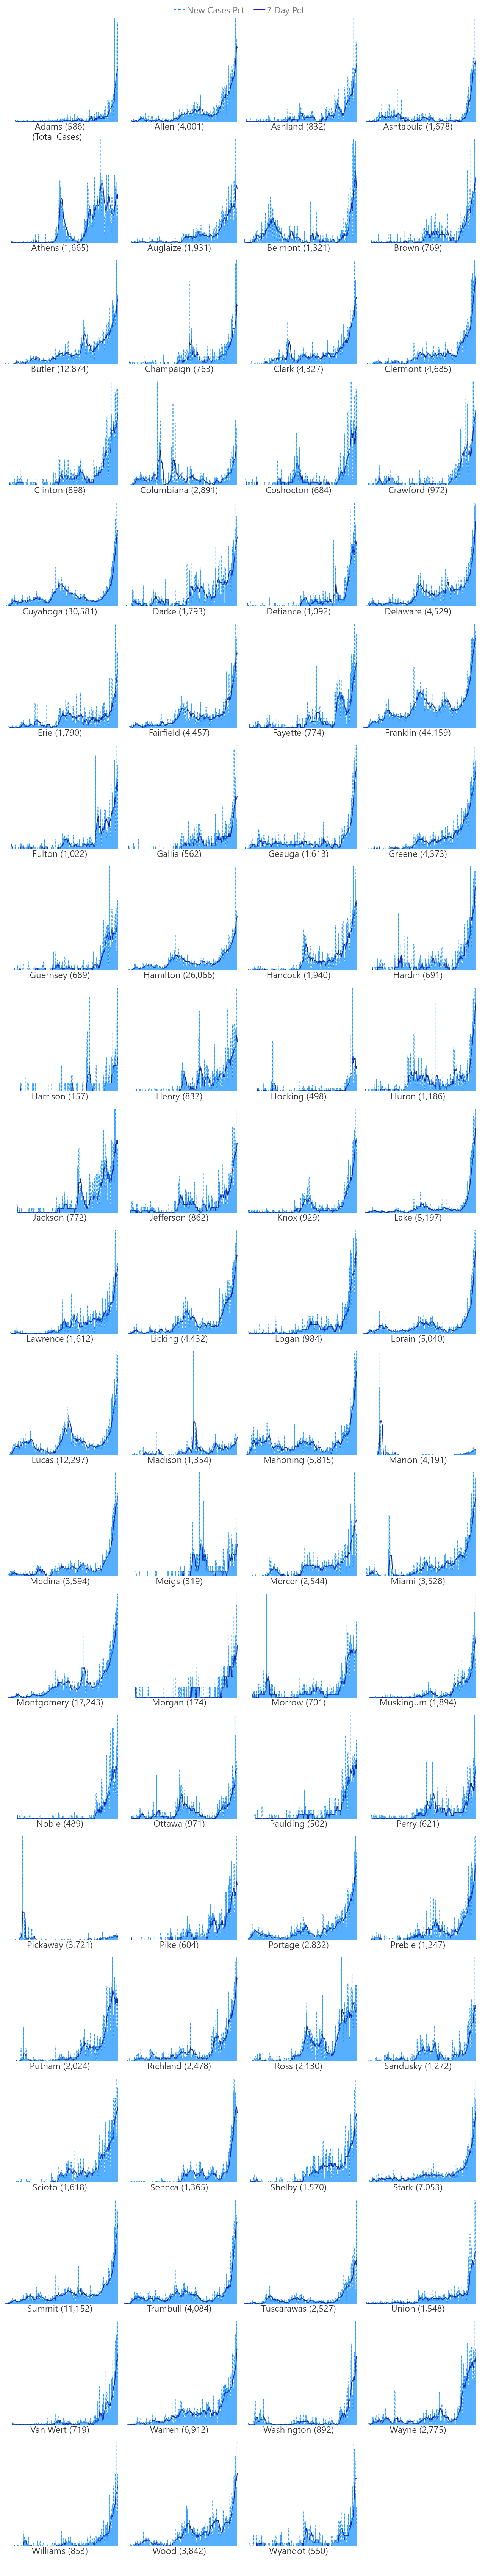 New Cases Pct 7 Day Pct
Adams (586) Allen (4,001) Ashland (832) Ashtabula (1,678)
(Total Cases)
Athens (1,665) Auglaize (1,931) Belmont (1,321) Brown (769)
Butler (12,874) Champaign (763) Clark (4,327) Clermont (4,685)
Clinton (898) Columbiana (2,891) Coshocton (684) Crawford (972)
Cuyahoga (30,581) Darke (1,793) Defiance (1,092) Delaware (4,529)
Erie (1,790) Fairfield (4,457) Fayette (774) Franklin (44,159)
Fulton (1,022) Gallia (562) Geauga (1,613) Greene (4,373)
Guernsey (689) Hamilton (26,066) Hancock (1,940) Hardin (691)
Harrison (157) Henry (837) Hocking (498) Huron (1,186)
Jackson (772) Jefferson (862) Knox (929) Lake (5,197)
Lawrence (1,612) Licking (4,432) Logan (984) Lorain (5,040)
Lucas (12,297) Madison (1,354) Mahoning (5,815) Marion (4,191)
Medina (3,594) Meigs (319) Mercer (2,544) Miami (3,528)
Montgomery (17,243) Morgan (174) Morrow (701) Muskingum (1,894)
Noble (489) Ottawa (971) Paulding (502) Perry (621)
Pickaway (3,721) Pike (604) Portage (2,832) Preble (1,247)
Putnam (2,024) Richland (2,478) Ross (2,130) Sandusky (1,272)
Scioto (1,618) Seneca (1,365) Shelby (1,570) Stark (7,053)
Summit (11,152) Trumbull (4,084) Tuscarawas (2,527) Union (1,548)
Van Wert (719) Warren (6,912) Washington (892) Wayne (2,775)
Williams (853) Wood (3,842) Wyandot (550)